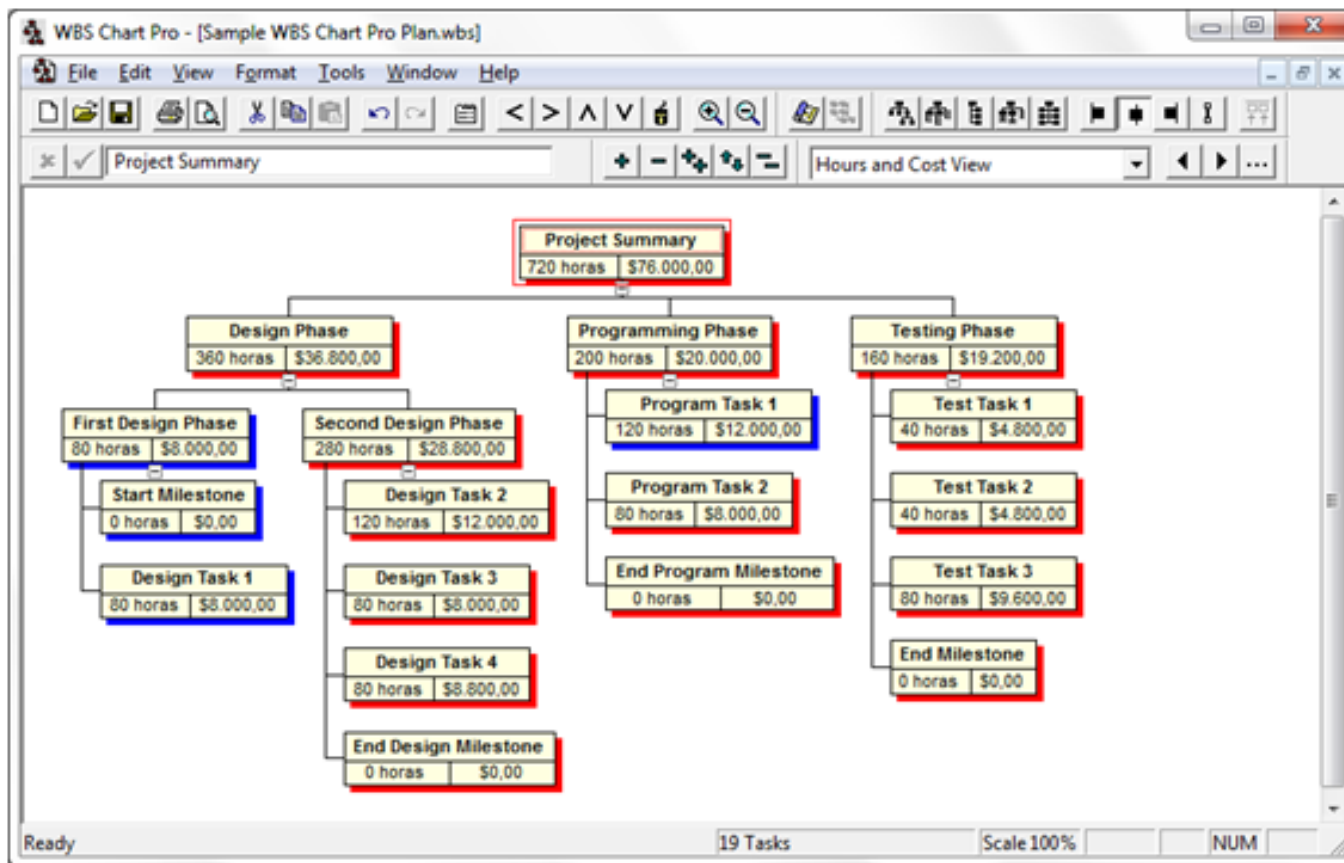 WBS Chart Pro - [Sample WBS Chart Pro Plan.wbs]
File Edit View Format Tools Window Help
Project Summary
Hours and Cost View
Project Summary
720 horas $76.000,00
Design Phase
360 horas $36.800,00
Programming Phase
200 horas $20.000,00
Testing Phase
160 horas $19.200,00
First Design Phase
80 horas $8.000,00
Start Milestone
0 horas $0,00
Design Task 1
80 horas $8.000,00
Second Design Phase
280 horas $28.800,00
Design Task 2
120 horas $12.000,00
Design Task 3
80 horas $8.000,00
Design Task 4
80 horas $8.800,00
End Design Milestone
0 horas $0,00
Program Task 1
120 horas $12.000,00
Program Task 2
80 horas $8.000,00
End Program Milestone
0 horas $0,00
Test Task 1
40 horas $4.800,00
Test Task 2
40 horas $4.800,00
Test Task 3
80 horas $9.600,00
End Milestone
0 horas $0,00
Ready 19 Tasks Scale 100% NUM